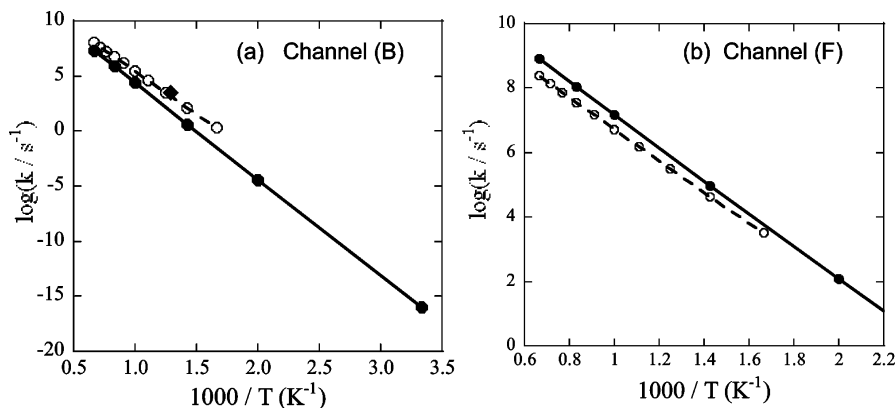 (a) Channel (B)
log(k / s⁻¹)
10
5
0
-5
-10
-15
-20
0.5 1.0 1.5 2.0 2.5 3.0 3.5
1000 / T (K⁻¹)
(b) Channel (F)
log(k / s⁻¹)
10
8
6
4
2
0
0.6 0.8 1 1.2 1.4 1.6 1.8 2 2.2
1000 / T (K⁻¹)